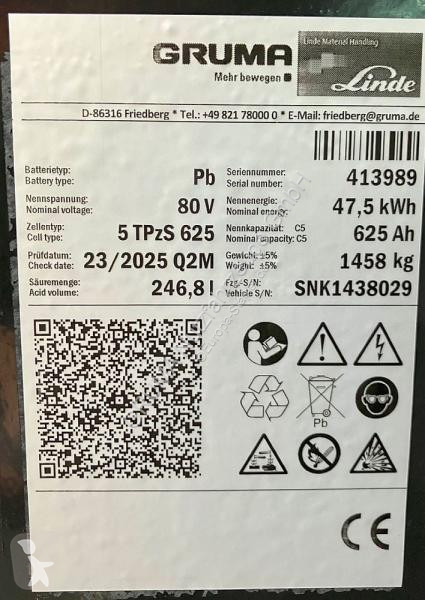 GRUMA
Mehr bewegen
Linde Material Handling
Linde
D-86316 Friedberg * Tel.: +49 821 78000 0 * E-Mail: friedberg@gruma.de
Batterietyp:
Battery type:
Pb
Seriennummer:
Serial number:
413989
Nennspannung:
Nominal voltage:
80 V
Nennenergie:
Nominal energy:
47,5 kWh
Zellentyp:
Cell type:
5 TPzS 625
Nennkapazität: C5
Nominal capacity: C5
625 Ah
Prüfdatum:
Check date:
23/2025 Q2M
Gewicht: ±5%
Weight: ±5%
1458 kg
Säuremenge:
Acid volume:
246,8 l
Fzg.-S/N:
Vehicle S/N:
SNK1438029
Pb
CE